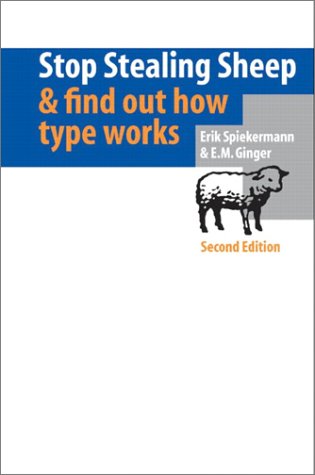 Stop Stealing Sheep
& find out how
type works
Erik Spiekermann
& E.M. Ginger
Second Edition